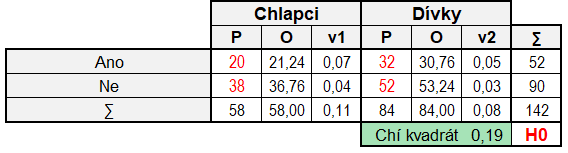 Chlapci Dívky
P O v1 P O v2 ∑
Ano 20 21,24 0,07 32 30,76 0,05 52
Ne 38 36,76 0,04 52 53,24 0,03 90
∑ 58 58,00 0,11 84 84,00 0,08 142
Chí kvadrát 0,19 H0